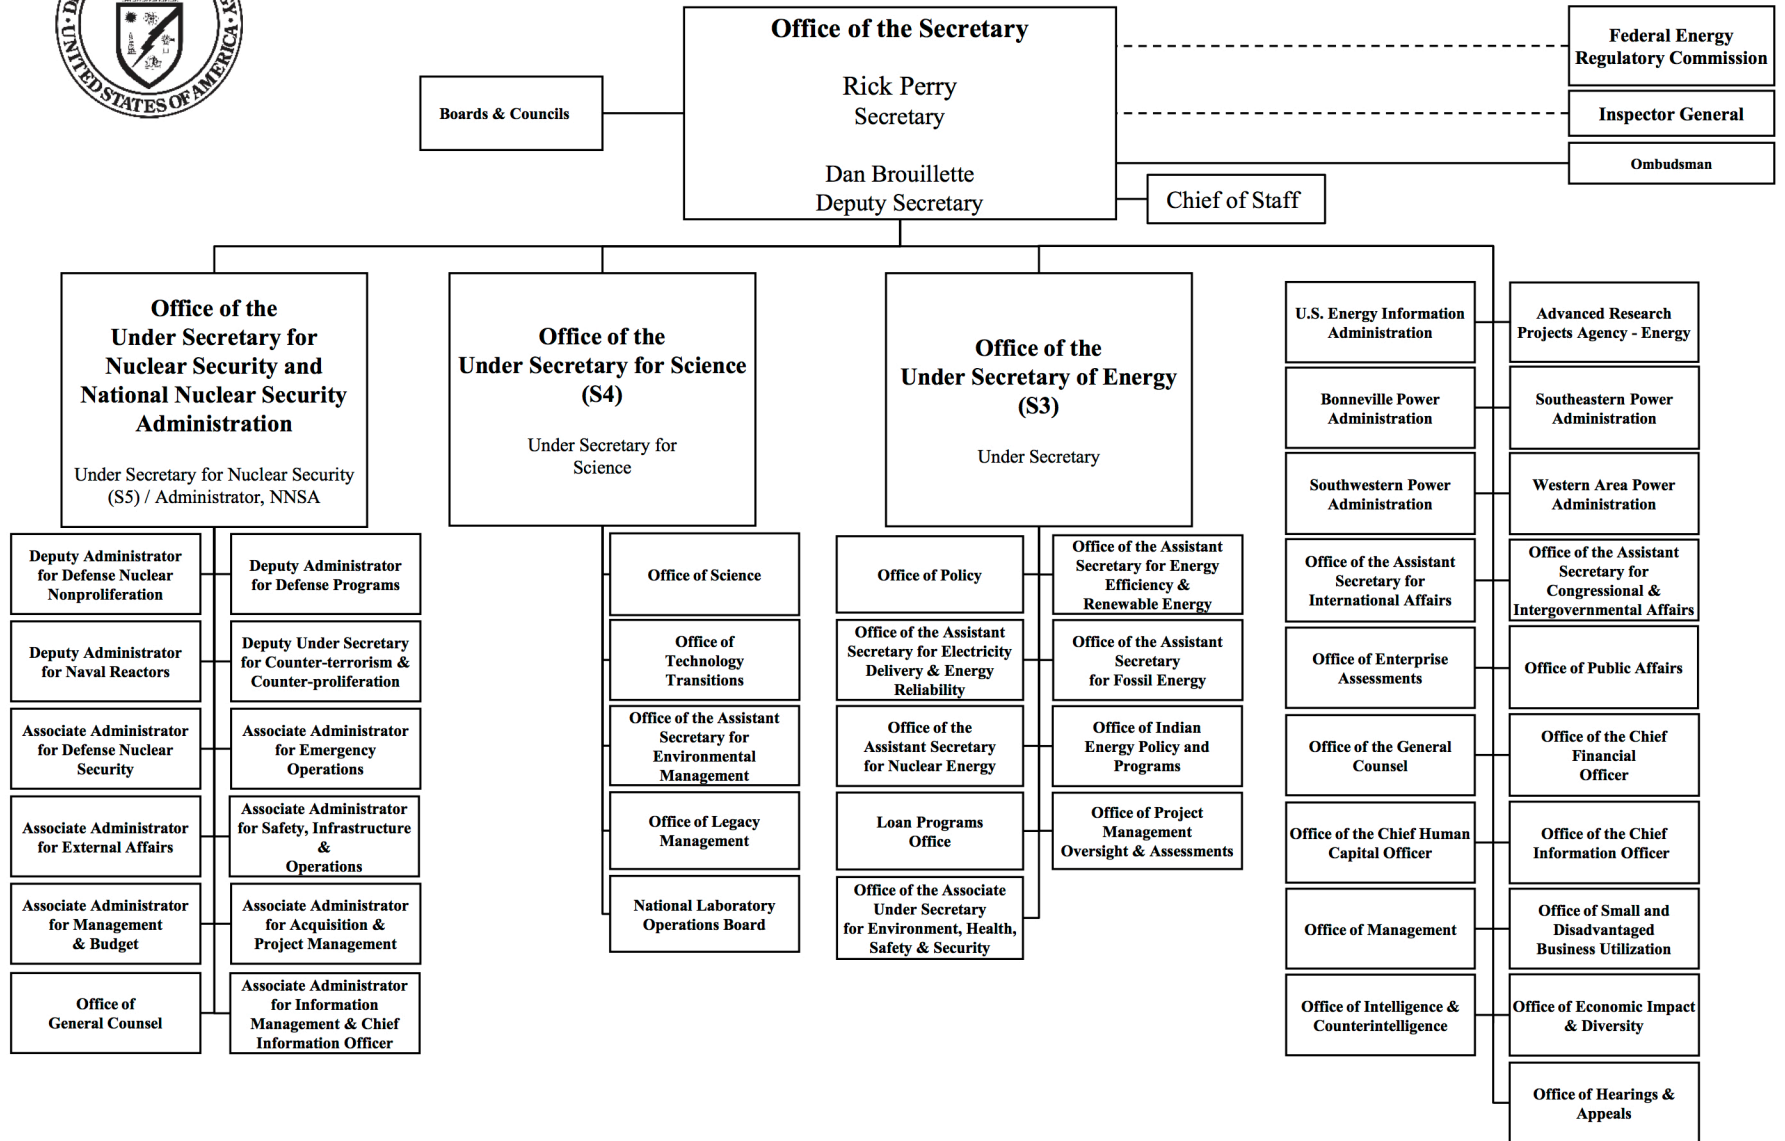 UNITED STATES OF AMERICA
Office of the Secretary
Rick Perry
Secretary
Dan Brouillette
Deputy Secretary
Boards & Councils
Federal Energy
Regulatory Commission
Inspector General
Ombudsman
Chief of Staff
Office of the
Under Secretary for
Nuclear Security and
National Nuclear Security
Administration
Under Secretary for Nuclear Security
(S5) / Administrator, NNSA
Deputy Administrator
for Defense Nuclear
Nonproliferation
Deputy Administrator
for Defense Programs
Deputy Administrator
for Naval Reactors
Deputy Under Secretary
for Counter-terrorism &
Counter-proliferation
Associate Administrator
for Defense Nuclear
Security
Associate Administrator
for Emergency
Operations
Associate Administrator
for External Affairs
Associate Administrator
for Safety, Infrastructure
&
Operations
Associate Administrator
for Management
& Budget
Associate Administrator
for Acquisition &
Project Management
Office of
General Counsel
Associate Administrator
for Information
Management & Chief
Information Officer
Office of the
Under Secretary for Science
(S4)
Under Secretary for
Science
Office of Science
Office of
Technology
Transitions
Office of the Assistant
Secretary for
Environmental
Management
Office of Legacy
Management
National Laboratory
Operations Board
Office of the
Under Secretary of Energy
(S3)
Under Secretary
Office of Policy
Office of the Assistant
Secretary for Energy
Efficiency &
Renewable Energy
Office of the Assistant
Secretary for Electricity
Delivery & Energy
Reliability
Office of the Assistant
Secretary
for Fossil Energy
Office of the
Assistant Secretary
for Nuclear Energy
Office of Indian
Energy Policy and
Programs
Loan Programs
Office
Office of Project
Management
Oversight & Assessments
Office of the Associate
Under Secretary
for Environment, Health,
Safety & Security
U.S. Energy Information
Administration
Advanced Research
Projects Agency - Energy
Bonneville Power
Administration
Southeastern Power
Administration
Southwestern Power
Administration
Western Area Power
Administration
Office of the Assistant
Secretary for
International Affairs
Office of the Assistant
Secretary for
Congressional &
Intergovernmental Affairs
Office of Enterprise
Assessments
Office of Public Affairs
Office of the General
Counsel
Office of the Chief
Financial
Officer
Office of the Chief Human
Capital Officer
Office of the Chief
Information Officer
Office of Management
Office of Small and
Disadvantaged
Business Utilization
Office of Intelligence &
Counterintelligence
Office of Economic Impact
& Diversity
Office of Hearings &
Appeals